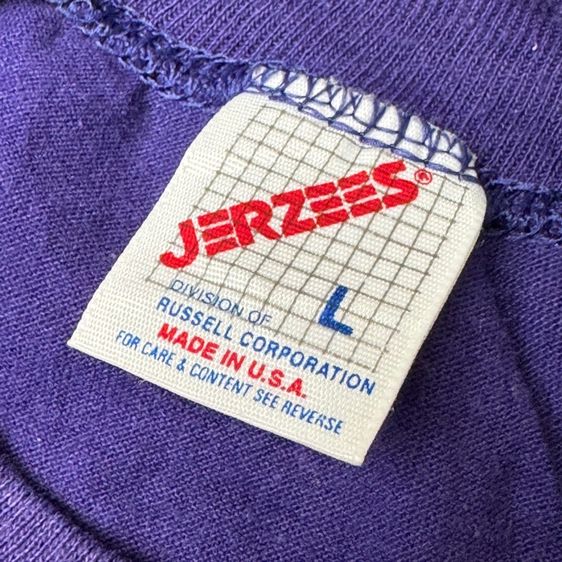 JERZEES®
L
DIVISION OF
RUSSELL CORPORATION
MADE IN U.S.A.
FOR CARE & CONTENT SEE REVERSE